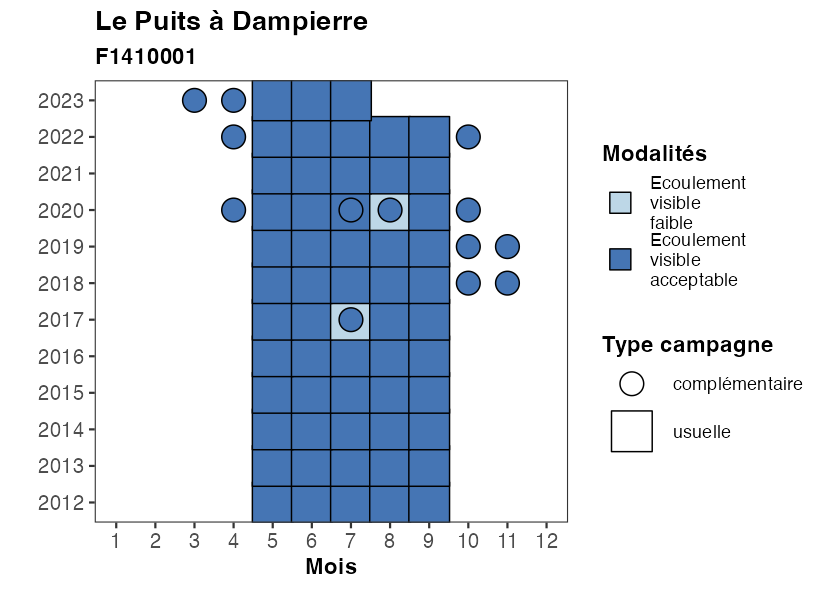 Le Puits à Dampierre
F1410001
2023
2022
2021
2020
2019
2018
2017
2016
2015
2014
2013
2012
1 2 3 4 5 6 7 8 9 10 11 12
Mois
Modalités
Ecoulement
visible
faible
Ecoulement
visible
acceptable
Type campagne
complémentaire
usuelle